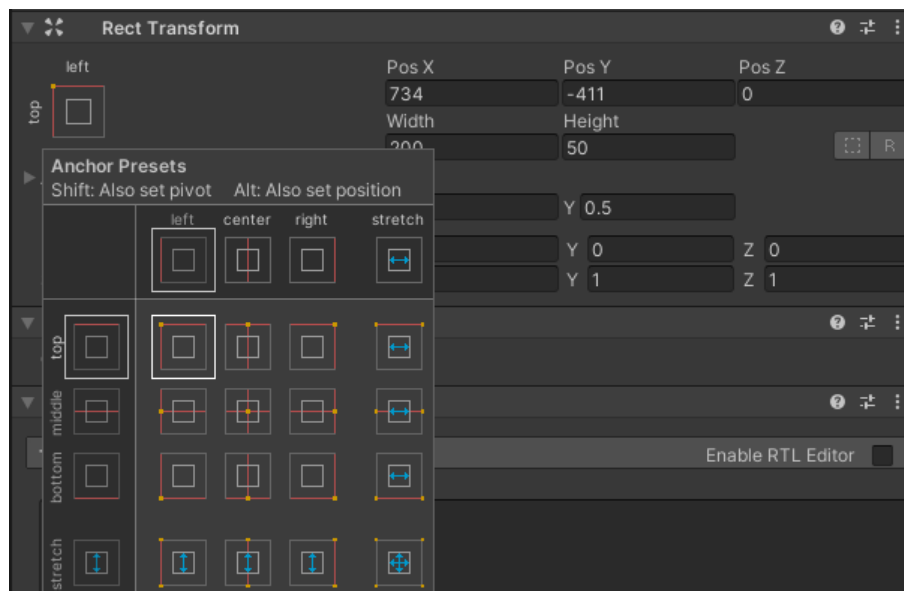 Rect Transform
left
top
Pos X Pos Y Pos Z
734 -411 0
Width Height
200 50
R
Anchor Presets
Shift: Also set pivot Alt: Also set position
left center right stretch
Y 0.5
Y 0 Z 0
Y 1 Z 1
top
middle
bottom
stretch
Enable RTL Editor